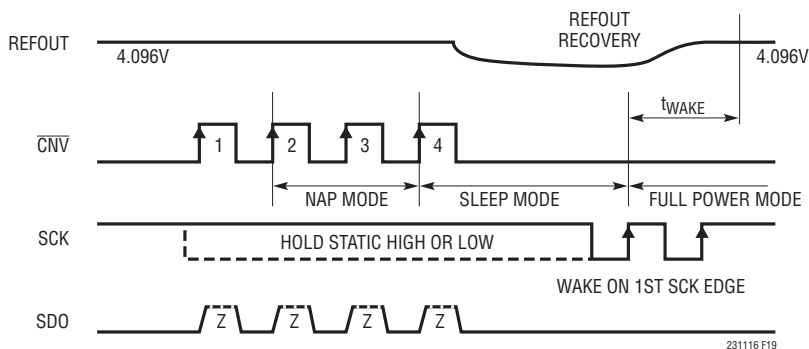 REFOUT
4.096V
REFOUT
RECOVERY
4.096V
tWAKE
CNV
1
2
3
4
NAP MODE
SLEEP MODE
FULL POWER MODE
SCK
HOLD STATIC HIGH OR LOW
WAKE ON 1ST SCK EDGE
SDO
Z
Z
Z
Z
231116 F19